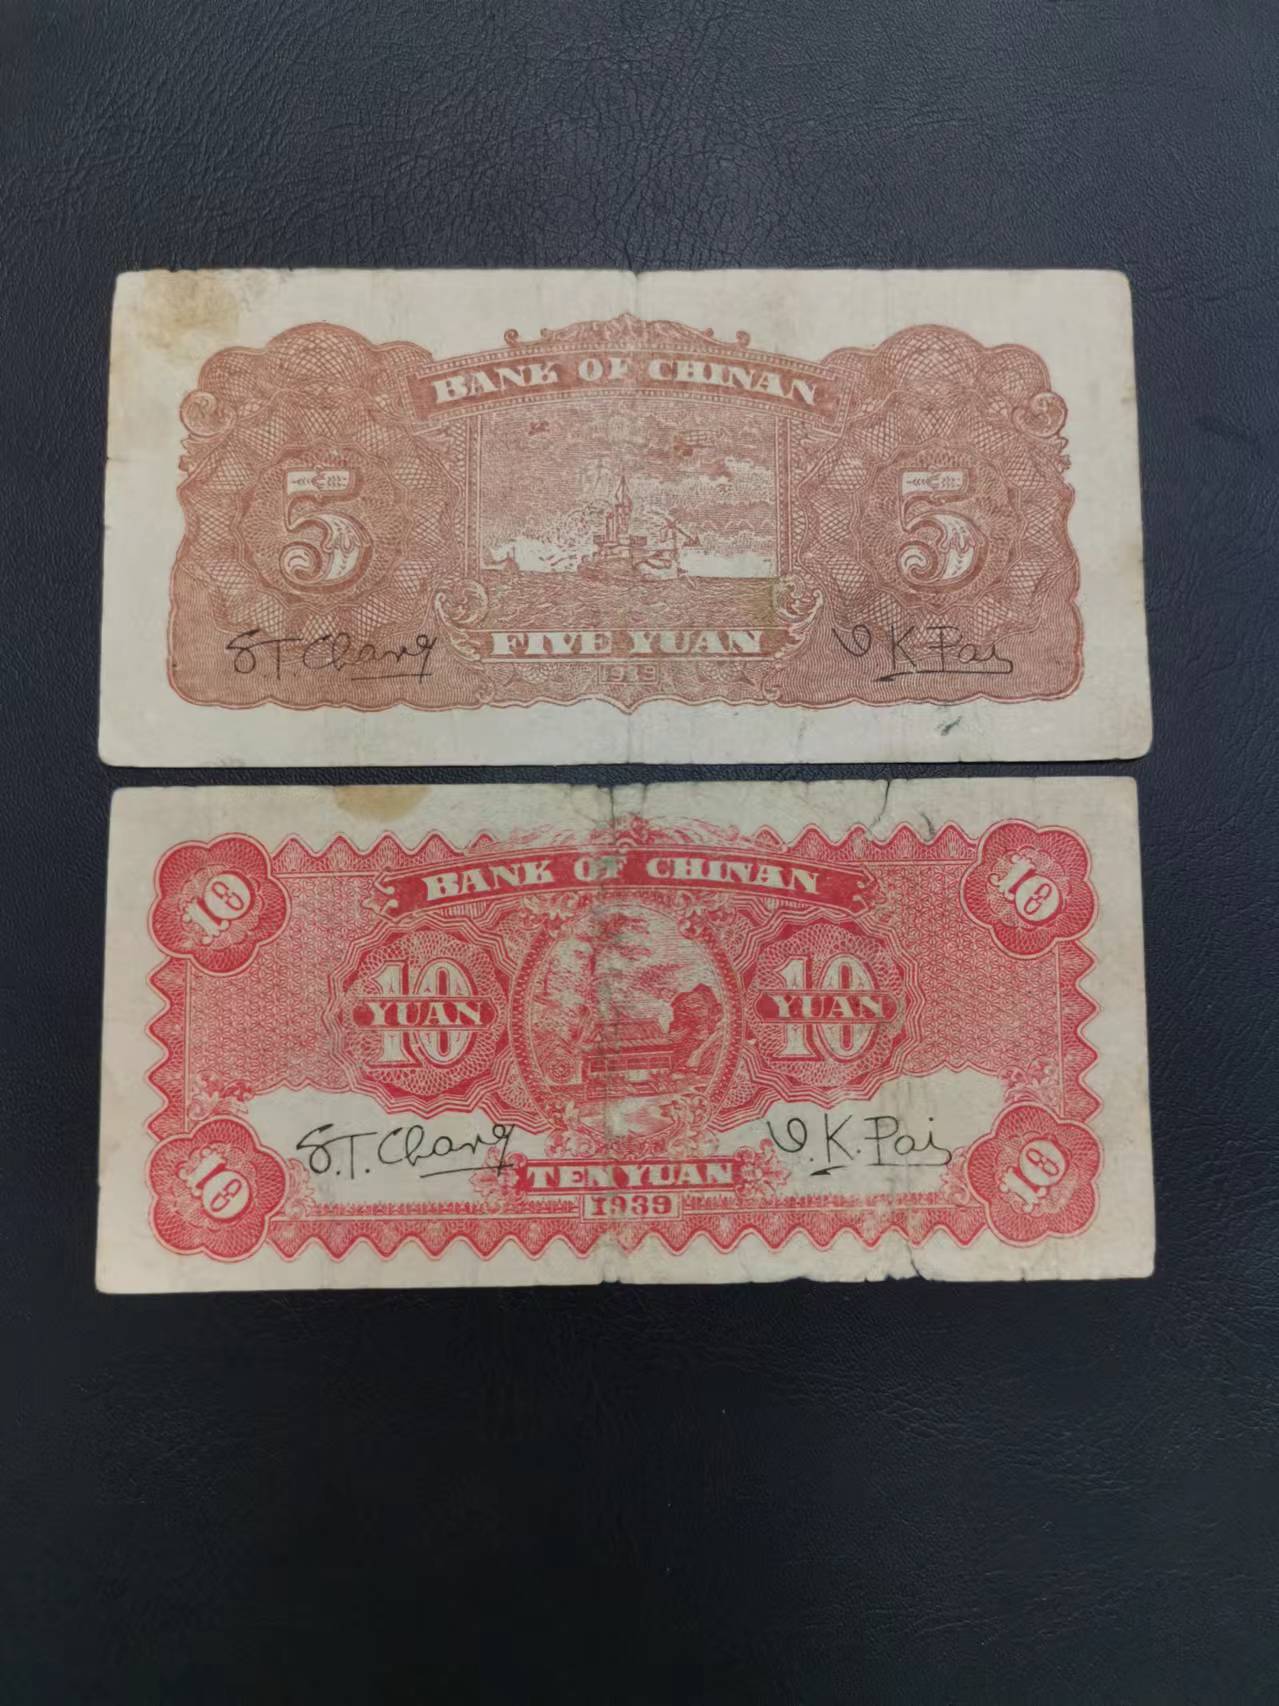 BANK OF CHINAN
5 5
S.T. Chang FIVE YUAN V.K. Pai
1939
BANK OF CHINAN
10 10
10 YUAN 10 YUAN
S.T. Chang V.K. Pai
10 TEN YUAN 10
1939